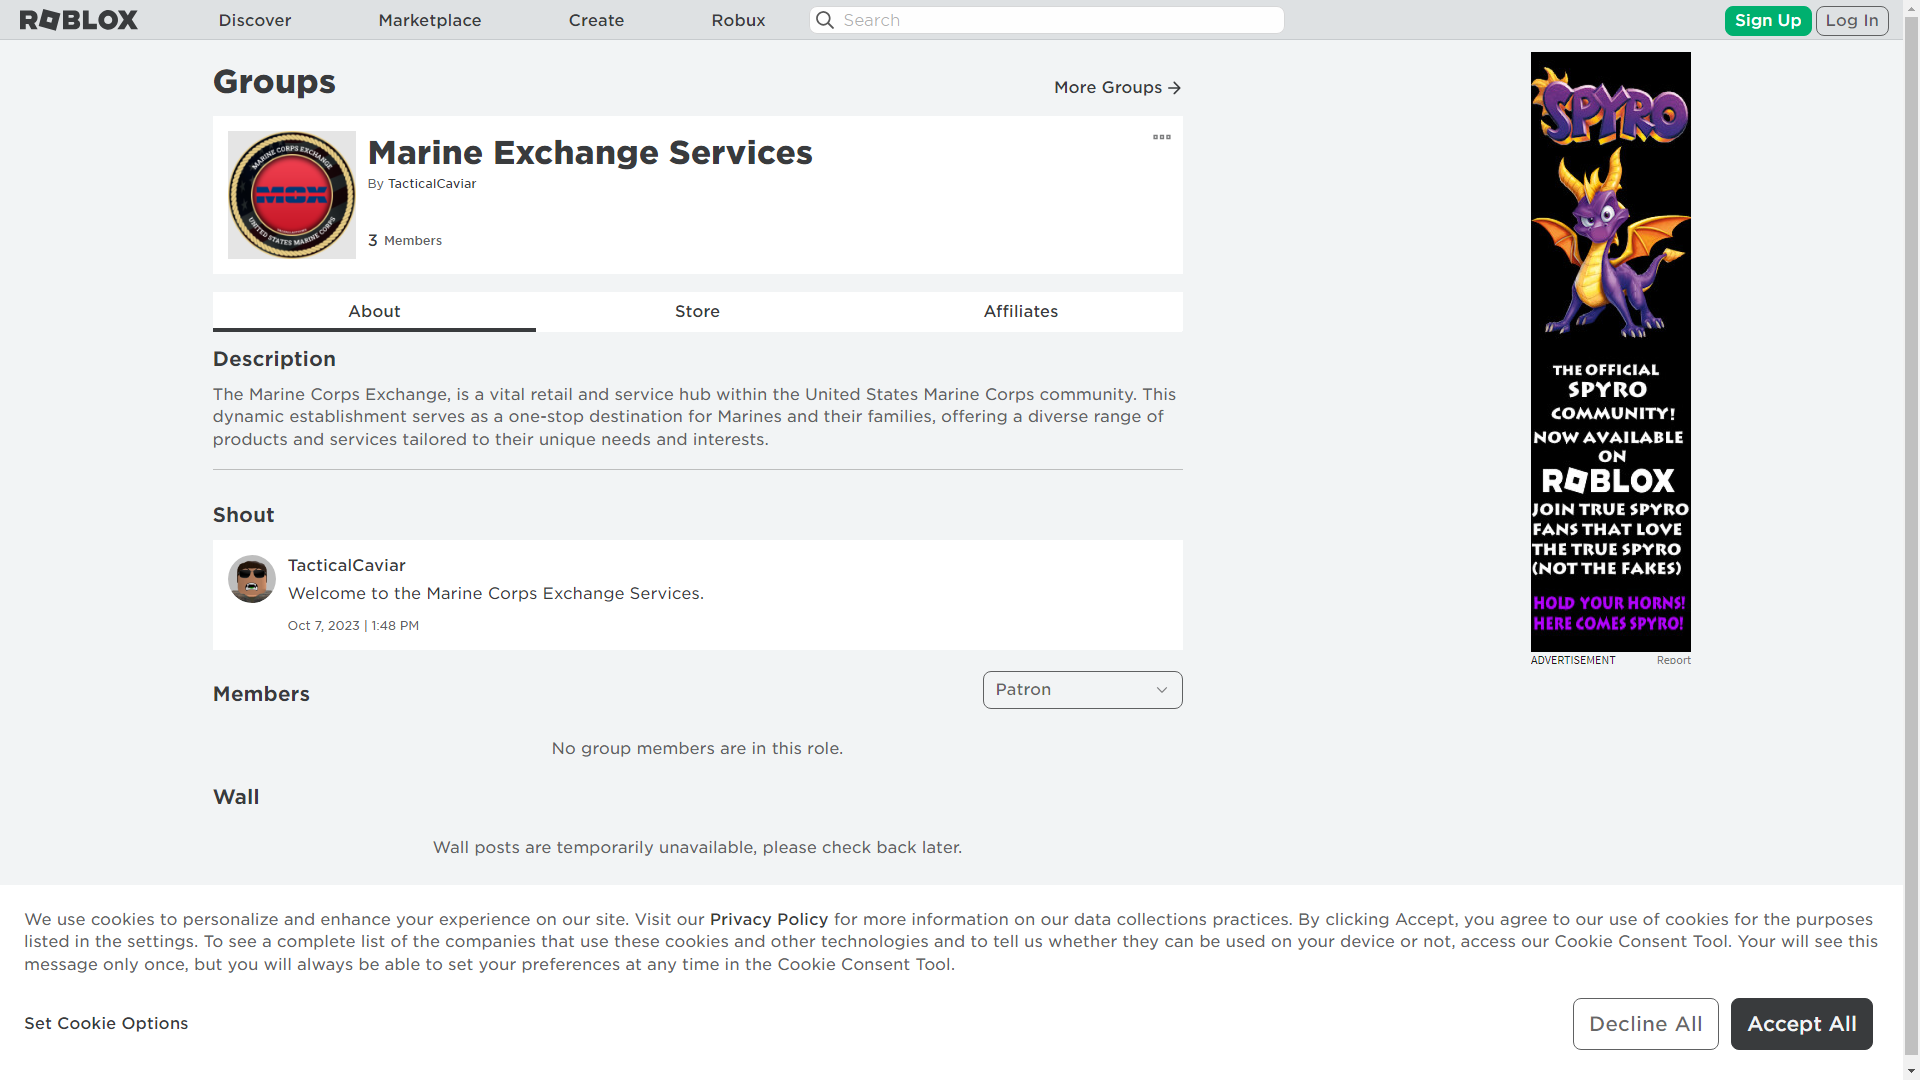 ROBLOX
Discover
Marketplace
Create
Robux
Search
Sign Up
Log In
Groups
More Groups
MARINE CORPS EXCHANGE
MCX
UNITED STATES MARINE CORPS
Marine Exchange Services
By TacticalCaviar
3 Members
About
Store
Affiliates
Description
The Marine Corps Exchange, is a vital retail and service hub within the United States Marine Corps community. This
dynamic establishment serves as a one-stop destination for Marines and their families, offering a diverse range of
products and services tailored to their unique needs and interests.
Shout
TacticalCaviar
Welcome to the Marine Corps Exchange Services.
Oct 7, 2023 | 1:48 PM
Members
Patron
No group members are in this role.
Wall
Wall posts are temporarily unavailable, please check back later.
SPYRO
THE OFFICIAL
SPYRO
COMMUNITY!
NOW AVAILABLE
ON
ROBLOX
JOIN TRUE SPYRO
FANS THAT LOVE
THE TRUE SPYRO
(NOT THE FAKES)
HOLD YOUR HORNS!
HERE COMES SPYRO!
ADVERTISEMENT
Report
We use cookies to personalize and enhance your experience on our site. Visit our Privacy Policy for more information on our data collections practices. By clicking Accept, you agree to our use of cookies for the purposes
listed in the settings. To see a complete list of the companies that use these cookies and other technologies and to tell us whether they can be used on your device or not, access our Cookie Consent Tool. Your will see this
message only once, but you will always be able to set your preferences at any time in the Cookie Consent Tool.
Set Cookie Options
Decline All
Accept All